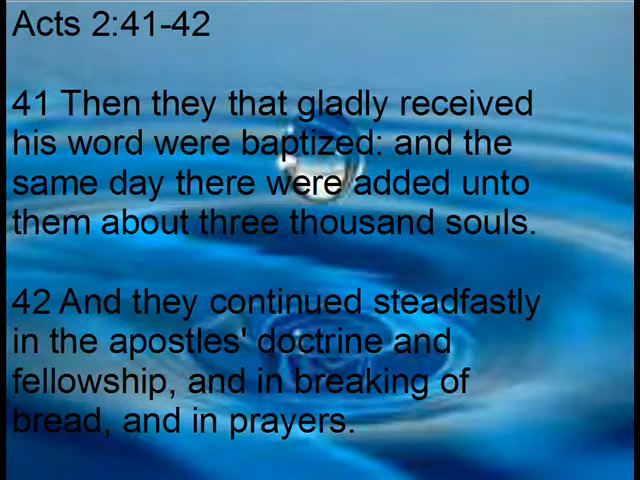 Acts 2:41-42
41 Then they that gladly received
his word were baptized: and the
same day there were added unto
them about three thousand souls.
42 And they continued steadfastly
in the apostles' doctrine and
fellowship, and in breaking of
bread, and in prayers.